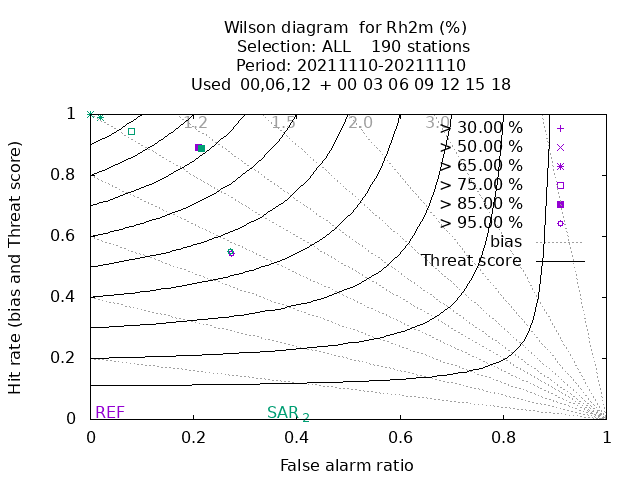 Wilson diagram  for Rh2m (%)
Selection: ALL    190 stations
Period: 20211110-20211110
Used  00,06,12  + 00 03 06 09 12 15 18
1.2 1.5 2.0 3.0
> 30.00 %
> 50.00 %
> 65.00 %
> 75.00 %
> 85.00 %
> 95.00 %
bias
Threat score
Hit rate (bias and Threat score)
1
0.8
0.6
0.4
0.2
0
REF SAR 2
0 0.2 0.4 0.6 0.8 1
False alarm ratio